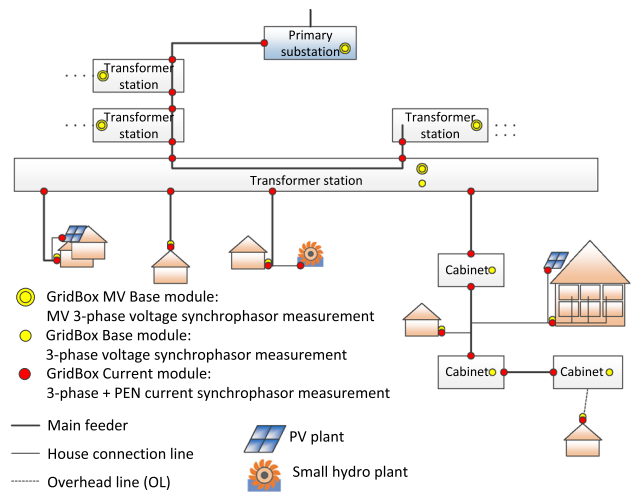 Primary
substation
Transformer
station
Transformer
station
Transformer
station
Transformer station
Cabinet
GridBox MV Base module:
MV 3-phase voltage synchrophasor measurement
GridBox Base module:
3-phase voltage synchrophasor measurement
GridBox Current module:
3-phase + PEN current synchrophasor measurement
Cabinet
Cabinet
Main feeder
House connection line
Overhead line (OL)
PV plant
Small hydro plant